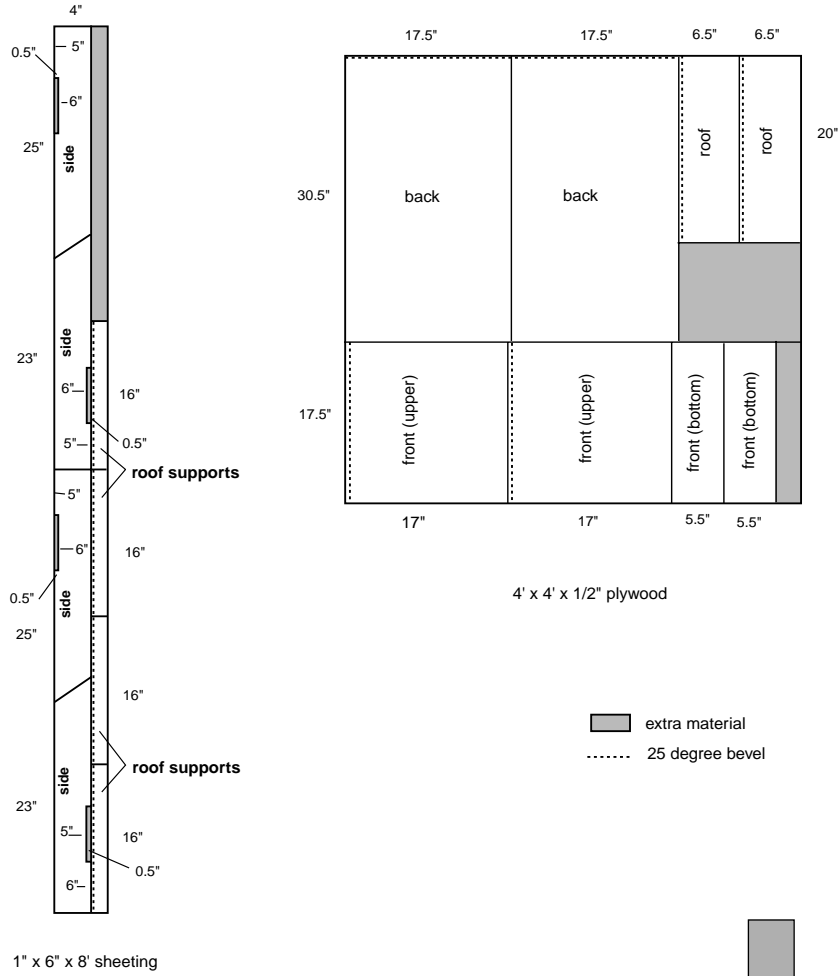 4"
5"
0.5"
6"
25"
side
side
23"
6"
16"
0.5"
5"
roof supports
5"
6"
16"
0.5"
side
25"
16"
roof supports
side
23"
5"
16"
0.5"
6"
1" x 6" x 8' sheeting
17.5" 17.5" 6.5" 6.5"
roof
roof
20"
30.5"
back
back
17.5"
front (upper)
front (upper)
front (bottom)
front (bottom)
17" 17" 5.5" 5.5"
4' x 4' x 1/2" plywood
extra material
25 degree bevel